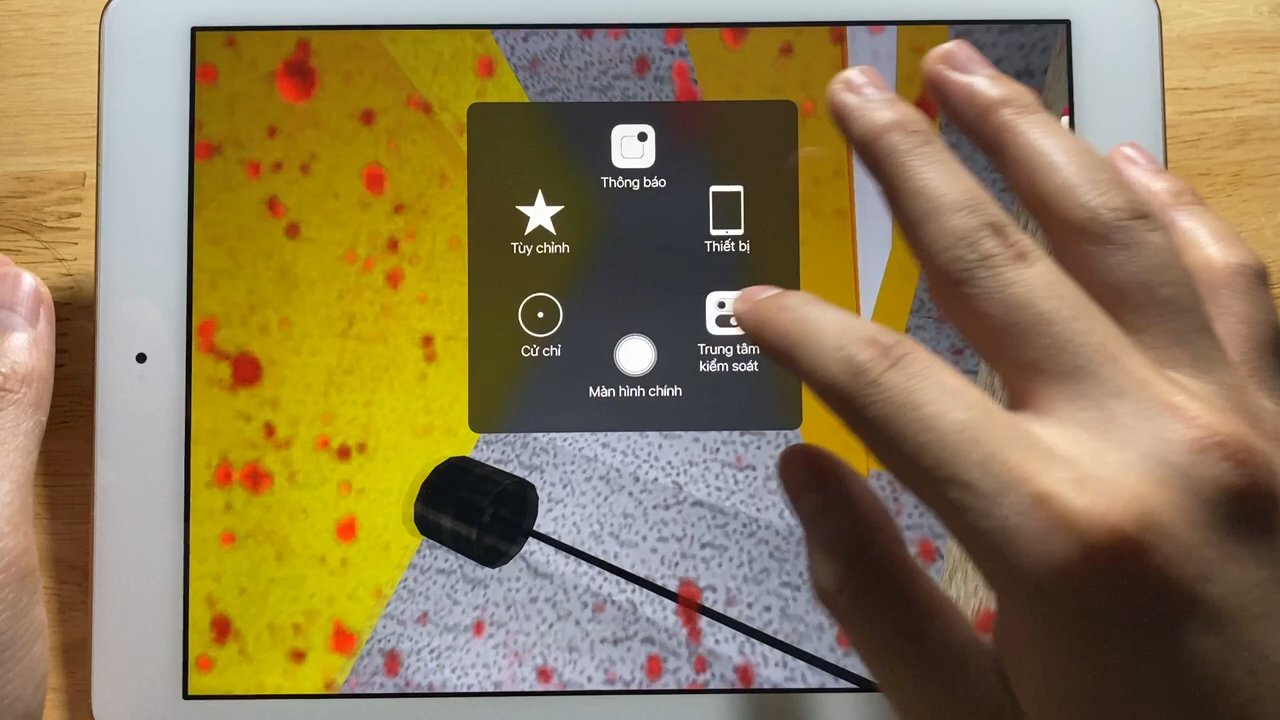 Thông báo
Tùy chỉnh
Thiết bị
Cử chỉ
Trung tâm
kiểm soát
Màn hình chính